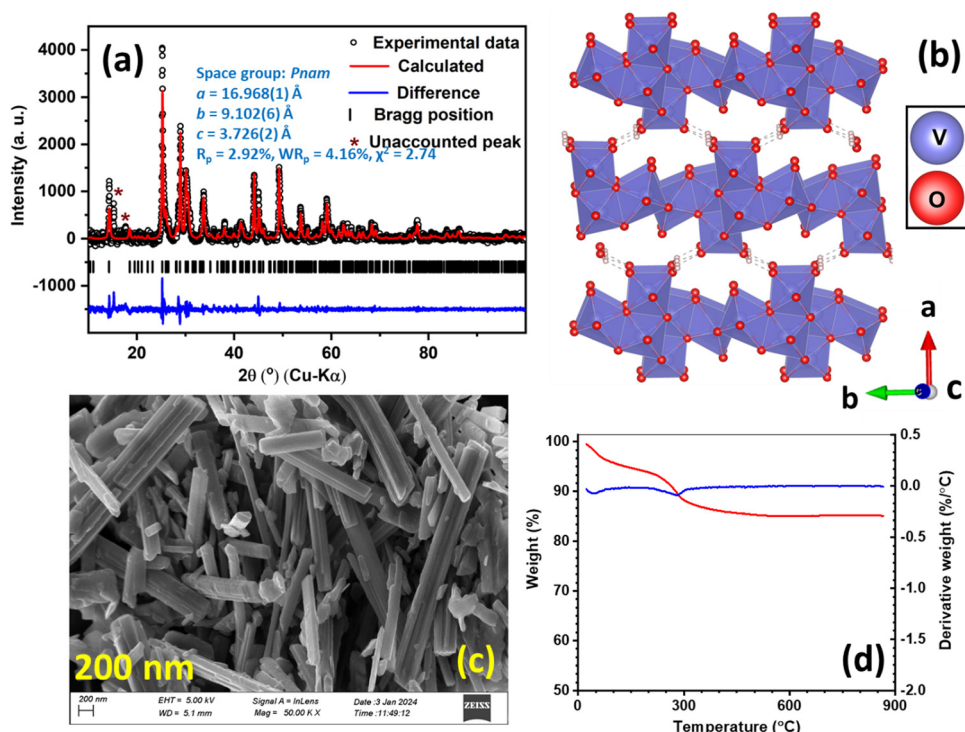 (a)
Experimental data
Calculated
Difference
Bragg position
* Unaccounted peak
Space group: Pnam
a = 16.968(1) Å
b = 9.102(6) Å
c = 3.726(2) Å
Rp = 2.92%, WRp = 4.16%, χ² = 2.74
*
*
Intensity (a. u.)
4000
3000
2000
1000
0
-1000
20 40 60 80
2θ (°) (Cu-Kα)
(b)
V
O
a
b
c
200 nm
(c)
200 nm
EHT = 5.00 kV
WD = 5.1 mm
Signal A = InLens
Mag = 50.00 K X
Date :3 Jan 2024
Time :11:49:12
ZEISS
(d)
Weight (%)
100
90
80
70
60
50
0 300 600 900
Temperature (°C)
0.5
0.0
-0.5
-1.0
-1.5
-2.0
Derivative weight (%/°C)